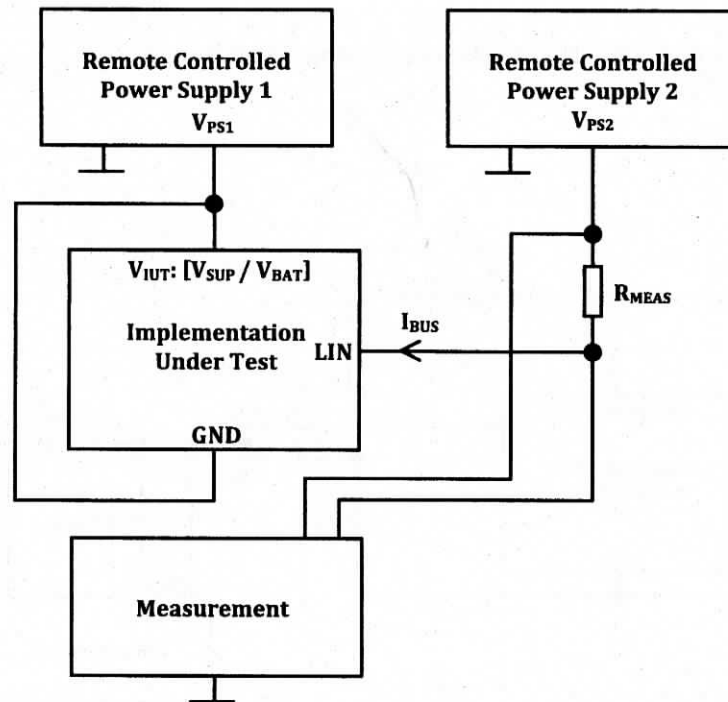 Remote Controlled
Power Supply 1
VPS1
Remote Controlled
Power Supply 2
VPS2
VIUT: [VSUP / VBAT]
Implementation
Under Test
LIN
GND
IBUS
RMEAS
Measurement